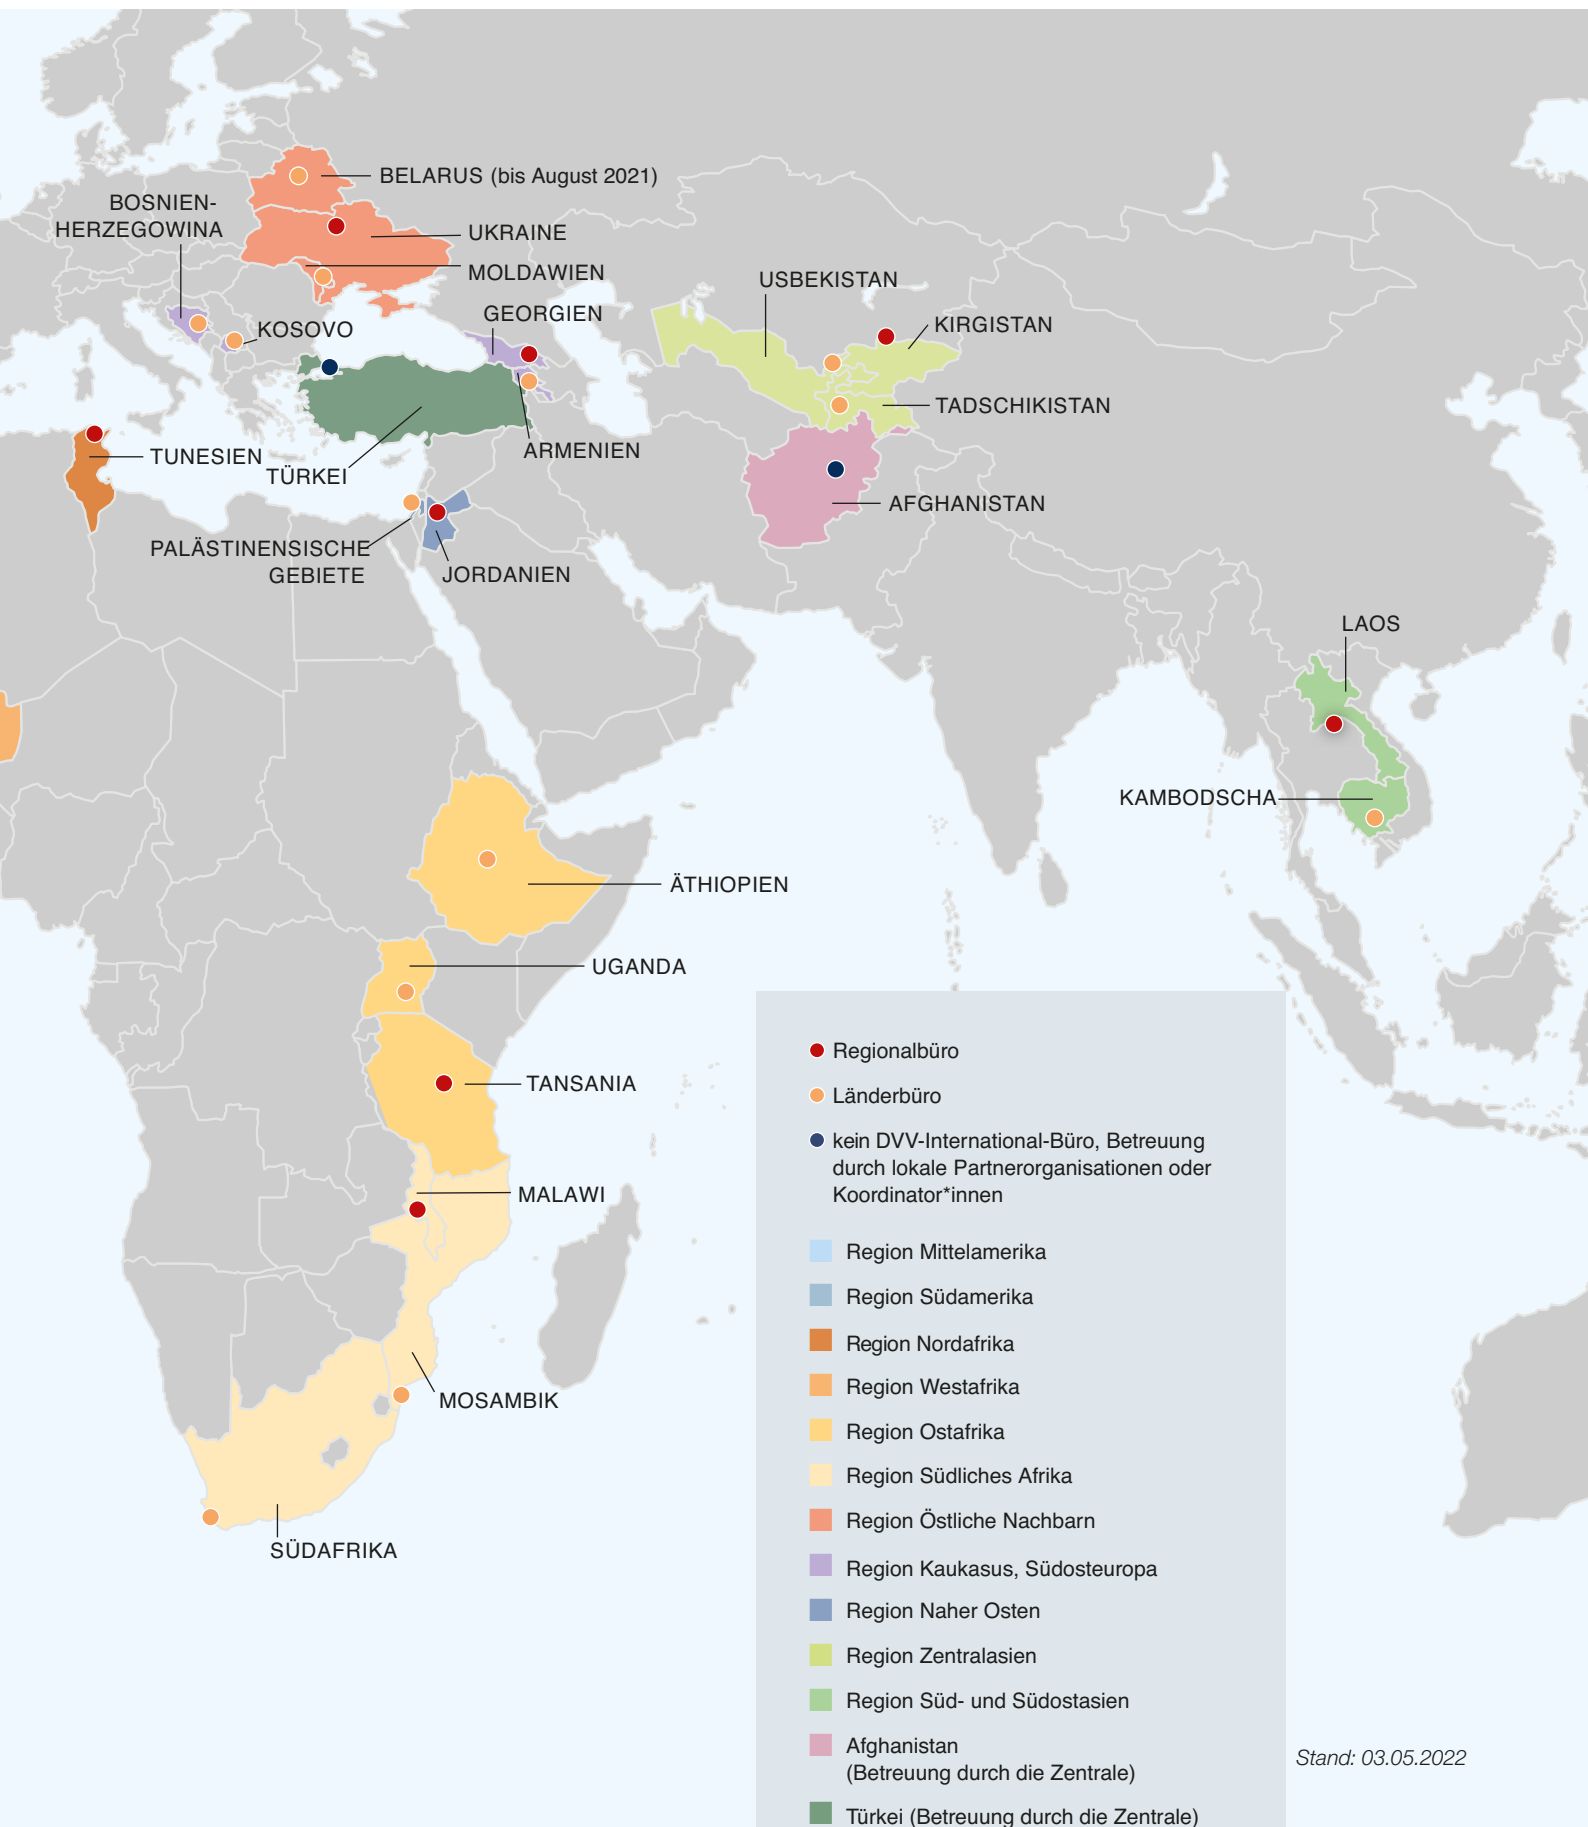 BELARUS (bis August 2021)
BOSNIEN-
HERZEGOWINA
UKRAINE
MOLDAWIEN
USBEKISTAN
GEORGIEN
KIRGISTAN
KOSOVO
TADSCHIKISTAN
ARMENIEN
TUNESIEN
TÜRKEI
AFGHANISTAN
PALÄSTINENSISCHE
GEBIETE
JORDANIEN
LAOS
KAMBODSCHA
ÄTHIOPIEN
UGANDA
TANSANIA
MALAWI
MOSAMBIK
SÜDAFRIKA
Regionalbüro
Länderbüro
kein DVV-International-Büro, Betreuung
durch lokale Partnerorganisationen oder
Koordinator*innen
Region Mittelamerika
Region Südamerika
Region Nordafrika
Region Westafrika
Region Ostafrika
Region Südliches Afrika
Region Östliche Nachbarn
Region Kaukasus, Südosteuropa
Region Naher Osten
Region Zentralasien
Region Süd- und Südostasien
Afghanistan
(Betreuung durch die Zentrale)
Türkei (Betreuung durch die Zentrale)
Stand: 03.05.2022